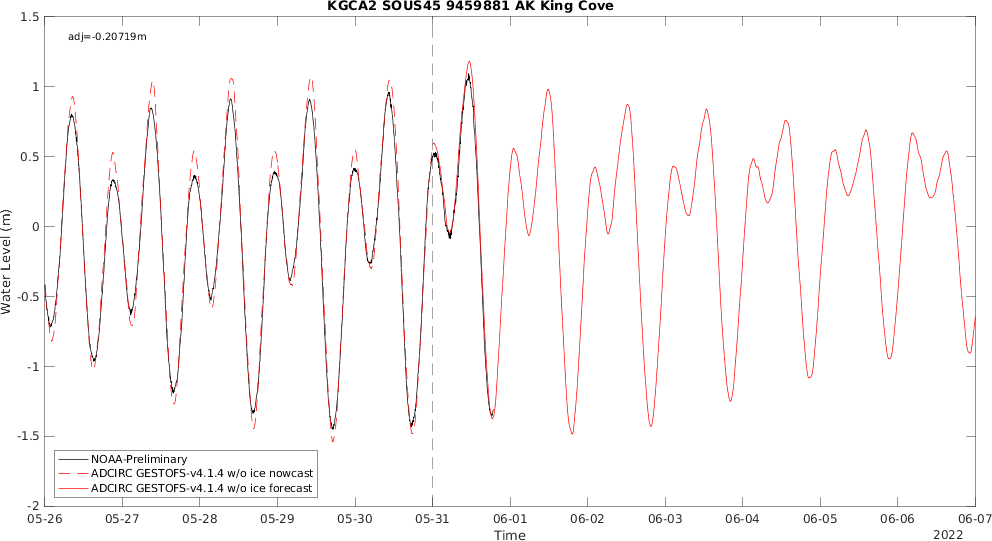 KGCA2 SOUS45 9459881 AK King Cove
adj=-0.20719m
Water Level (m)
1.5
1
0.5
0
-0.5
-1
-1.5
-2
NOAA-Preliminary
ADCIRC GESTOFS-v4.1.4 w/o ice nowcast
ADCIRC GESTOFS-v4.1.4 w/o ice forecast
05-26 05-27 05-28 05-29 05-30 05-31 06-01 06-02 06-03 06-04 06-05 06-06 06-07
Time
2022